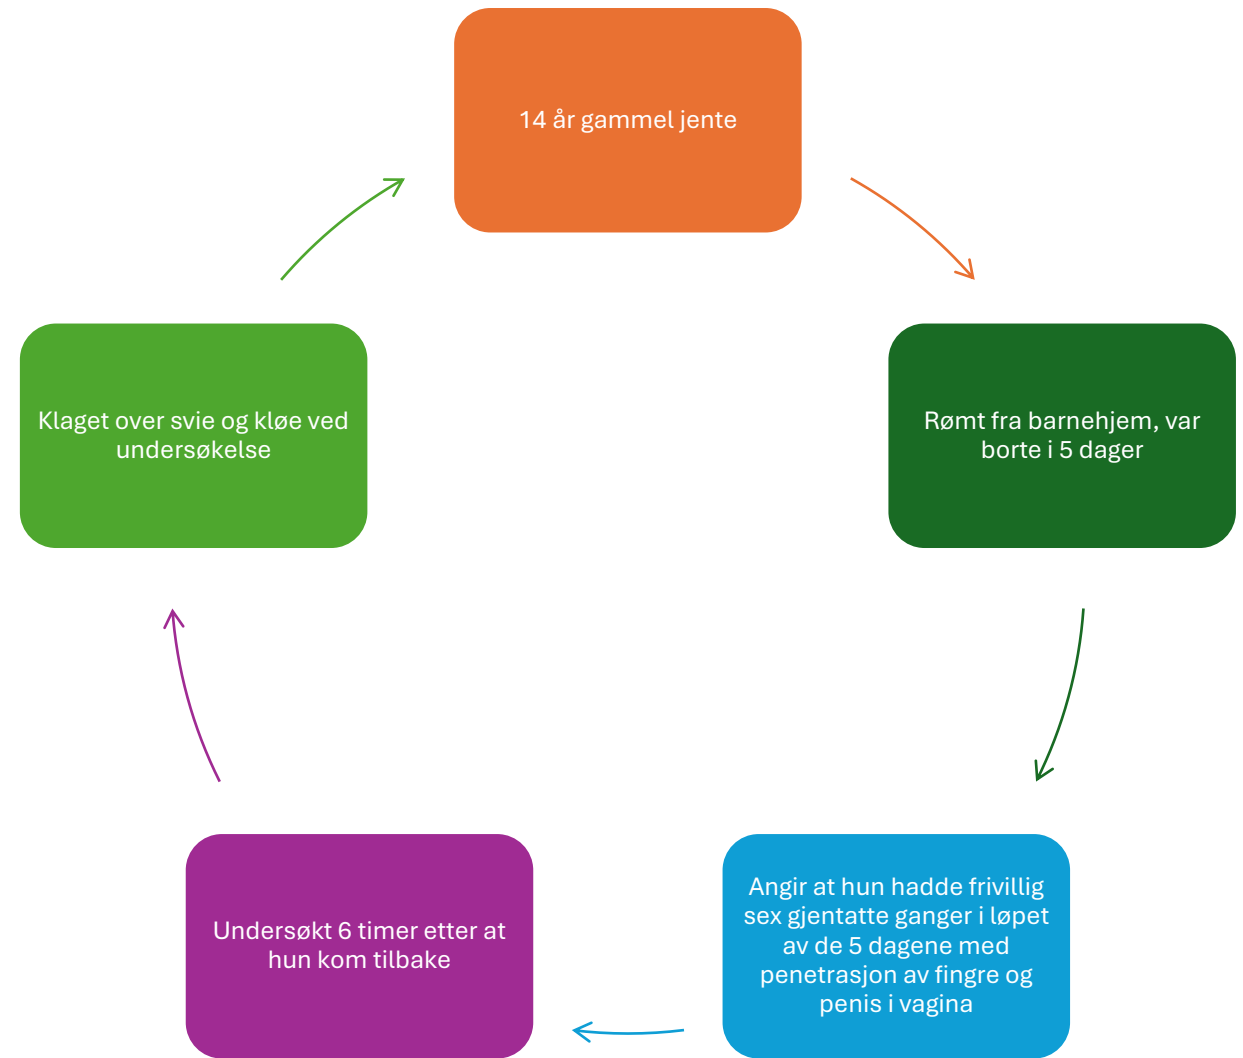 14 år gammel jente
Rømt fra barnehjem, var
borte i 5 dager
Angir at hun hadde frivillig
sex gjentatte ganger i løpet
av de 5 dagene med
penetrasjon av fingre og
penis i vagina
Undersøkt 6 timer etter at
hun kom tilbake
Klaget over svie og kløe ved
undersøkelse